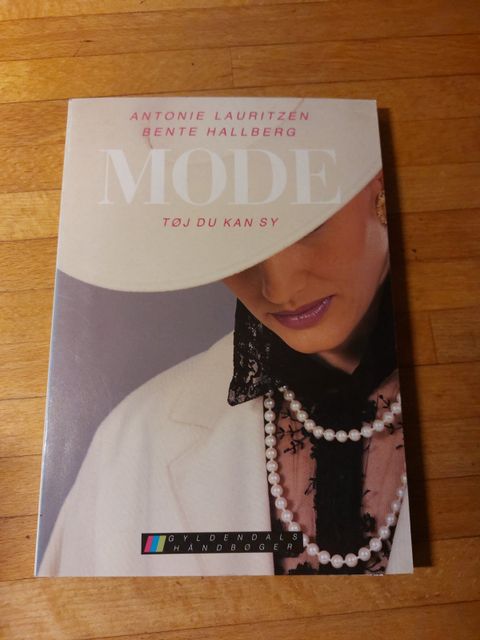 ANTONIE LAURITZEN
BENTE HALLBERG
MODE
TØJ DU KAN SY
GYLDENDALS
HÅNDBØGER